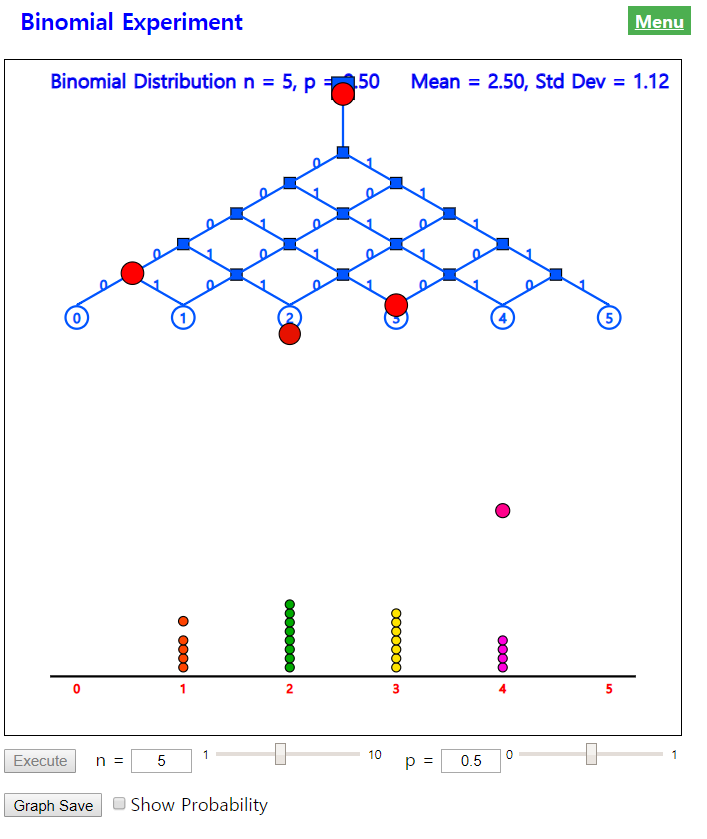 Binomial Experiment Menu
Binomial Distribution n = 5, p = 0.50 Mean = 2.50, Std Dev = 1.12
0 1
0 1 0 1
0 1 0 1 0 1
0 1 0 1 0 1 0 1
0 1 0 1 0 1 0 1 0 1
0 1 2 3 4 5
0 1 2 3 4 5
Execute n = 5 1 10 p = 0.5 0 1
Graph Save Show Probability